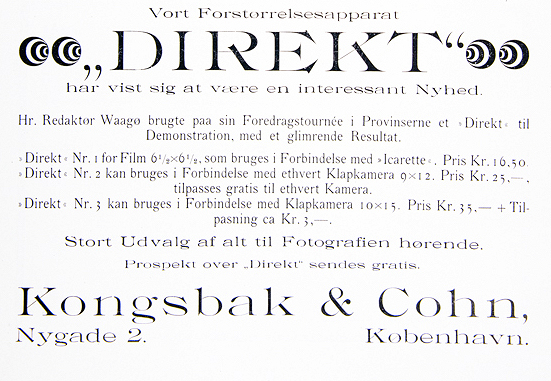 Vort Forstørrelsesapparat
„DIREKT“
har vist sig at være en interessant Nyhed.
Hr. Redaktør Waagø brugte paa sin Foredragstournée i Provinserne et »Direkt« til
Demonstration, med et glimrende Resultat.
»Direkt« Nr. 1 for Film 6½×6½, som bruges i Forbindelse med »Icarette«. Pris Kr. 16,50.
»Direkt« Nr. 2 kan bruges i Forbindelse med ethvert Klapkamera 9×12. Pris Kr. 25,—,
tilpasses gratis til ethvert Kamera.
»Direkt« Nr. 3 kan bruges i Forbindelse med Klapkamera 10×15. Pris Kr. 35,— + Til-
pasning ca Kr. 3,—.
Stort Udvalg af alt til Fotografien hørende.
Prospekt over „Direkt“ sendes gratis.
Kongsbak & Cohn,
Nygade 2. København.